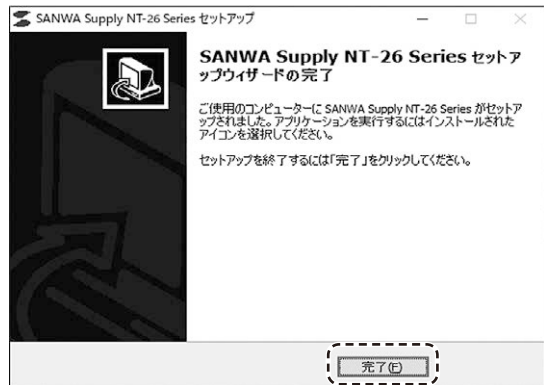 SANWA Supply NT-26 Series セットアップ
SANWA Supply NT-26 Series セットア
ップウィザードの完了
ご使用のコンピューターに SANWA Supply NT-26 Series がセットア
ップされました。アプリケーションを実行するにはインストールされた
アイコンを選択してください。
セットアップを終了するには「完了」をクリックしてください。
完了(F)